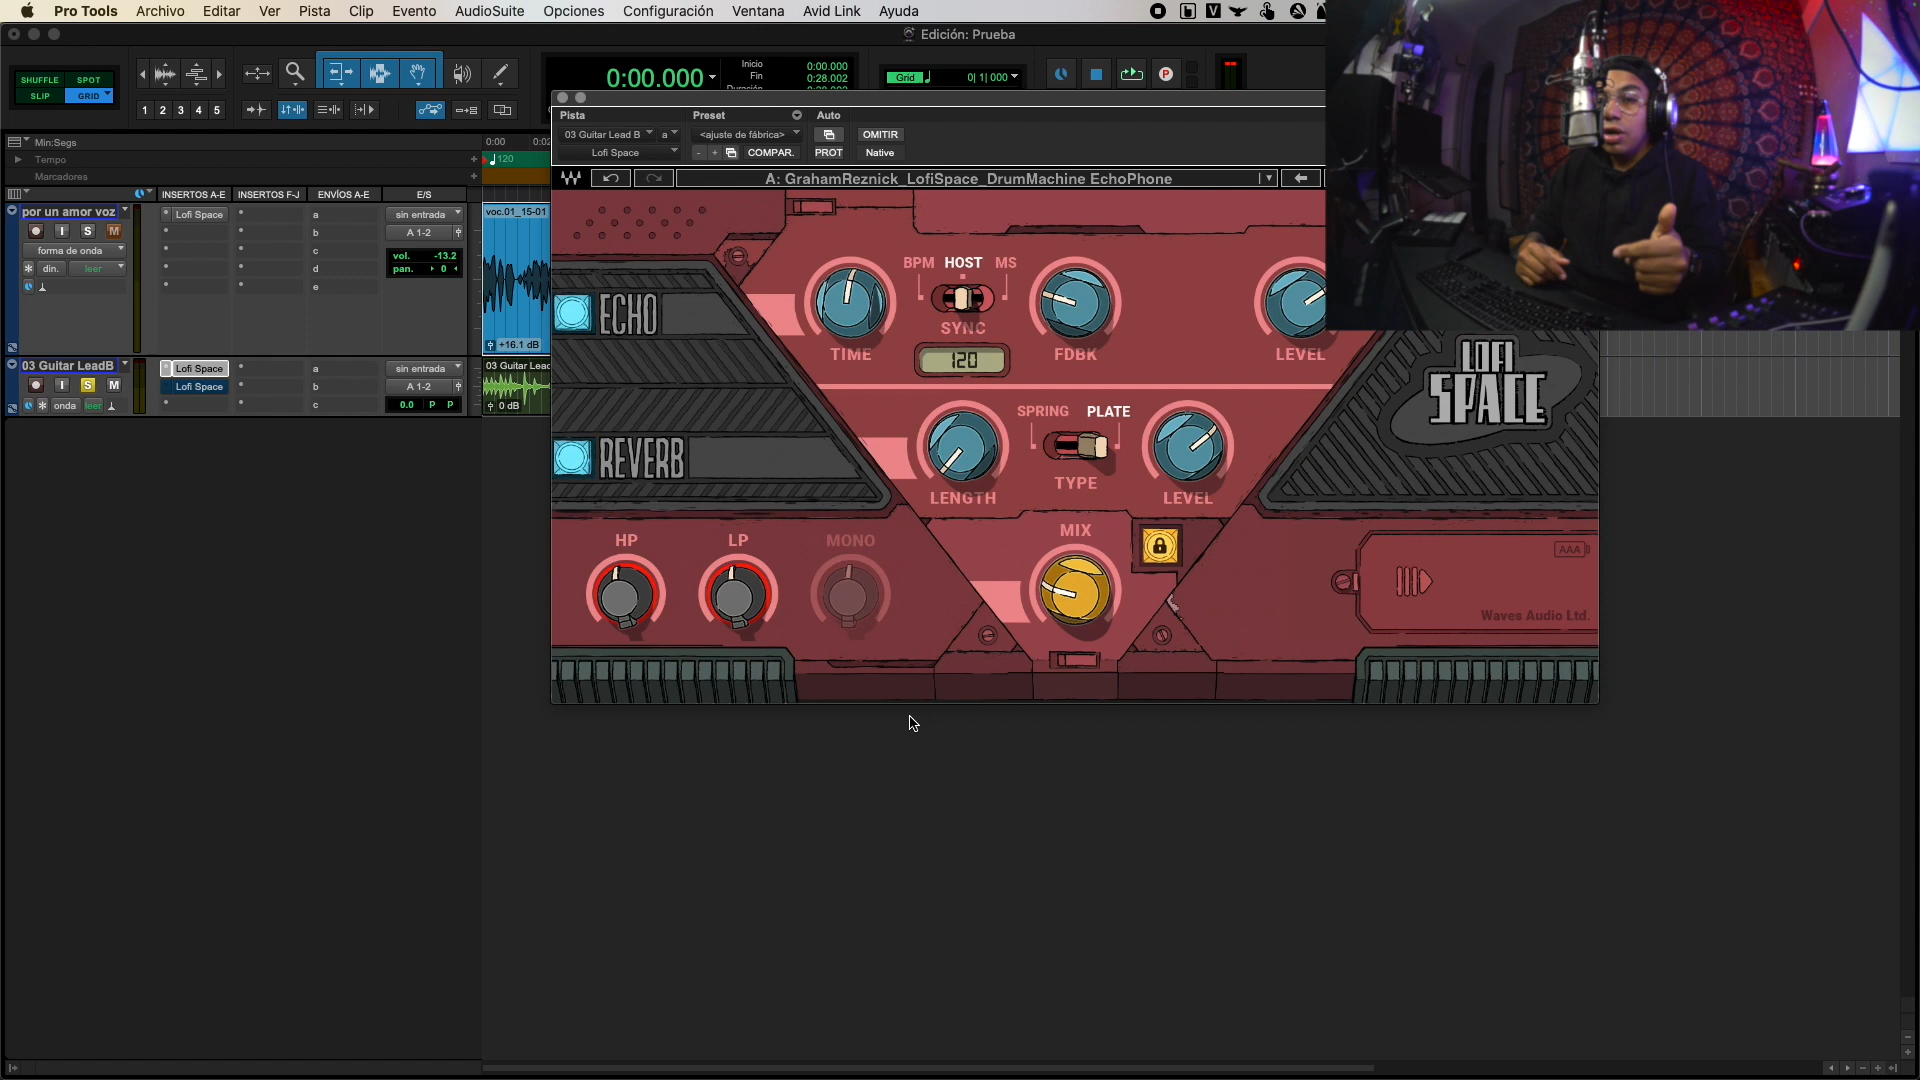 Pro Tools Archivo Editar Ver Pista Clip Evento AudioSuite Opciones Configuración Ventana Avid Link Ayuda
Edición: Prueba
SHUFFLE SPOT
SLIP GRID
1 2 3 4 5
0:00.000
Inicio 0:00.000
Fin 0:28.002
Grid 0| 1| 000
Pista Preset Auto
03 Guitar Lead B a <ajuste de fábrica> OMITIR
Lofi Space - + COMPAR. PROT Native
Min:Segs
0:00
Tempo
120
Marcadores
A: GrahamReznick_LofiSpace_DrumMachine EchoPhone
INSERTOS A-E INSERTOS F-J ENVÍOS A-E E/S
por un amor voz
Lofi Space
a
sin entrada
voc.01_15-01
I S M
b
A 1-2
forma de onda
c
vol. -13.2
din. leer
d
pan. 0
e
+16.1 dB
03 Guitar LeadB
Lofi Space
a
sin entrada
03 Guitar Lead
I S M
Lofi Space
b
A 1-2
onda leer
c
0.0 P P
0 dB
BPM HOST MS
ECHO
SYNC
TIME
FDBK
LEVEL
120
LOFI
SPACE
SPRING PLATE
REVERB
TYPE
LENGTH
LEVEL
MIX
HP LP MONO
AAA
Waves Audio Ltd.